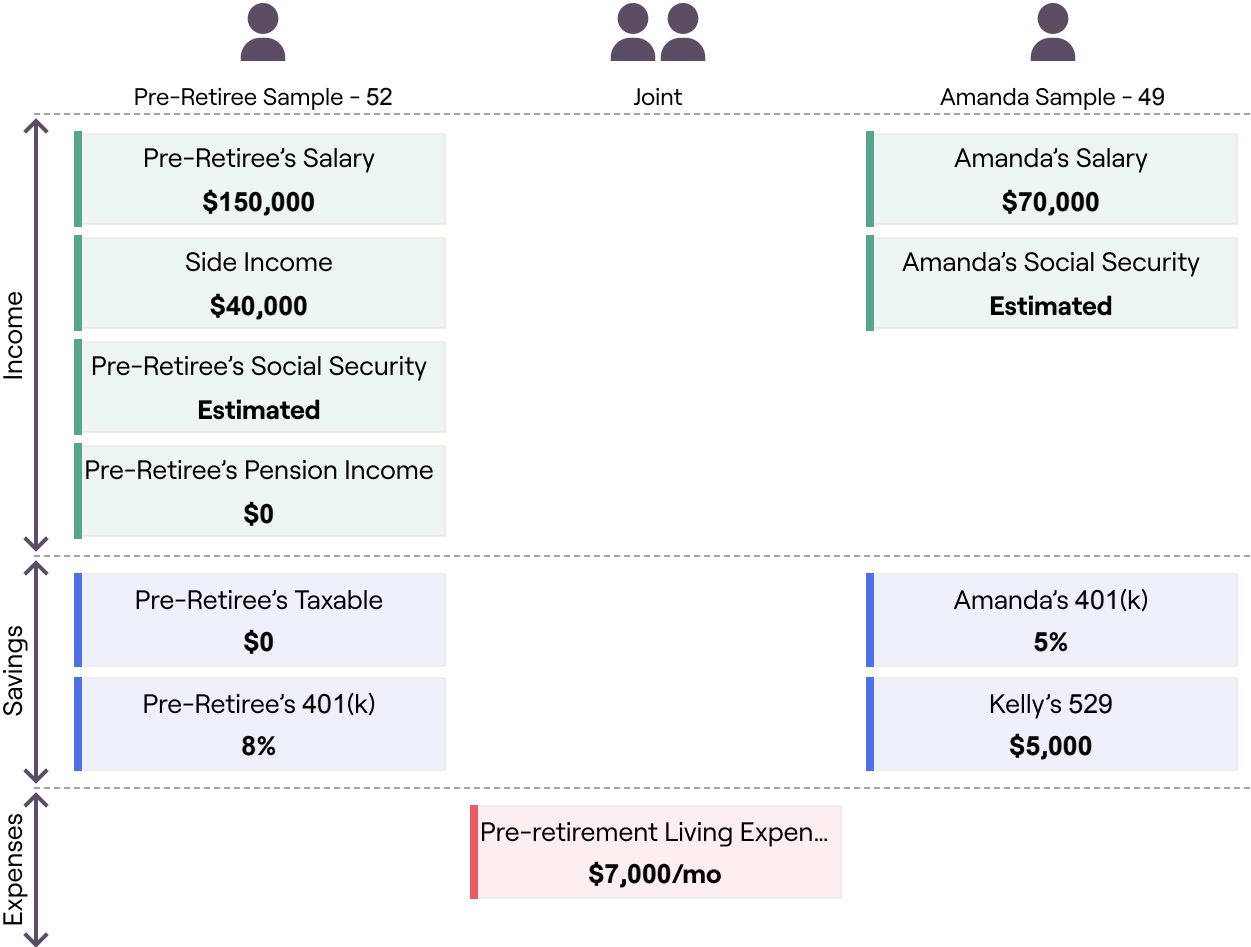 Pre-Retiree Sample - 52
Joint
Amanda Sample - 49
Income
Pre-Retiree’s Salary
$150,000
Side Income
$40,000
Pre-Retiree’s Social Security
Estimated
Pre-Retiree’s Pension Income
$0
Amanda’s Salary
$70,000
Amanda’s Social Security
Estimated
Savings
Pre-Retiree’s Taxable
$0
Pre-Retiree’s 401(k)
8%
Amanda’s 401(k)
5%
Kelly’s 529
$5,000
Expenses
Pre-retirement Living Expen...
$7,000/mo